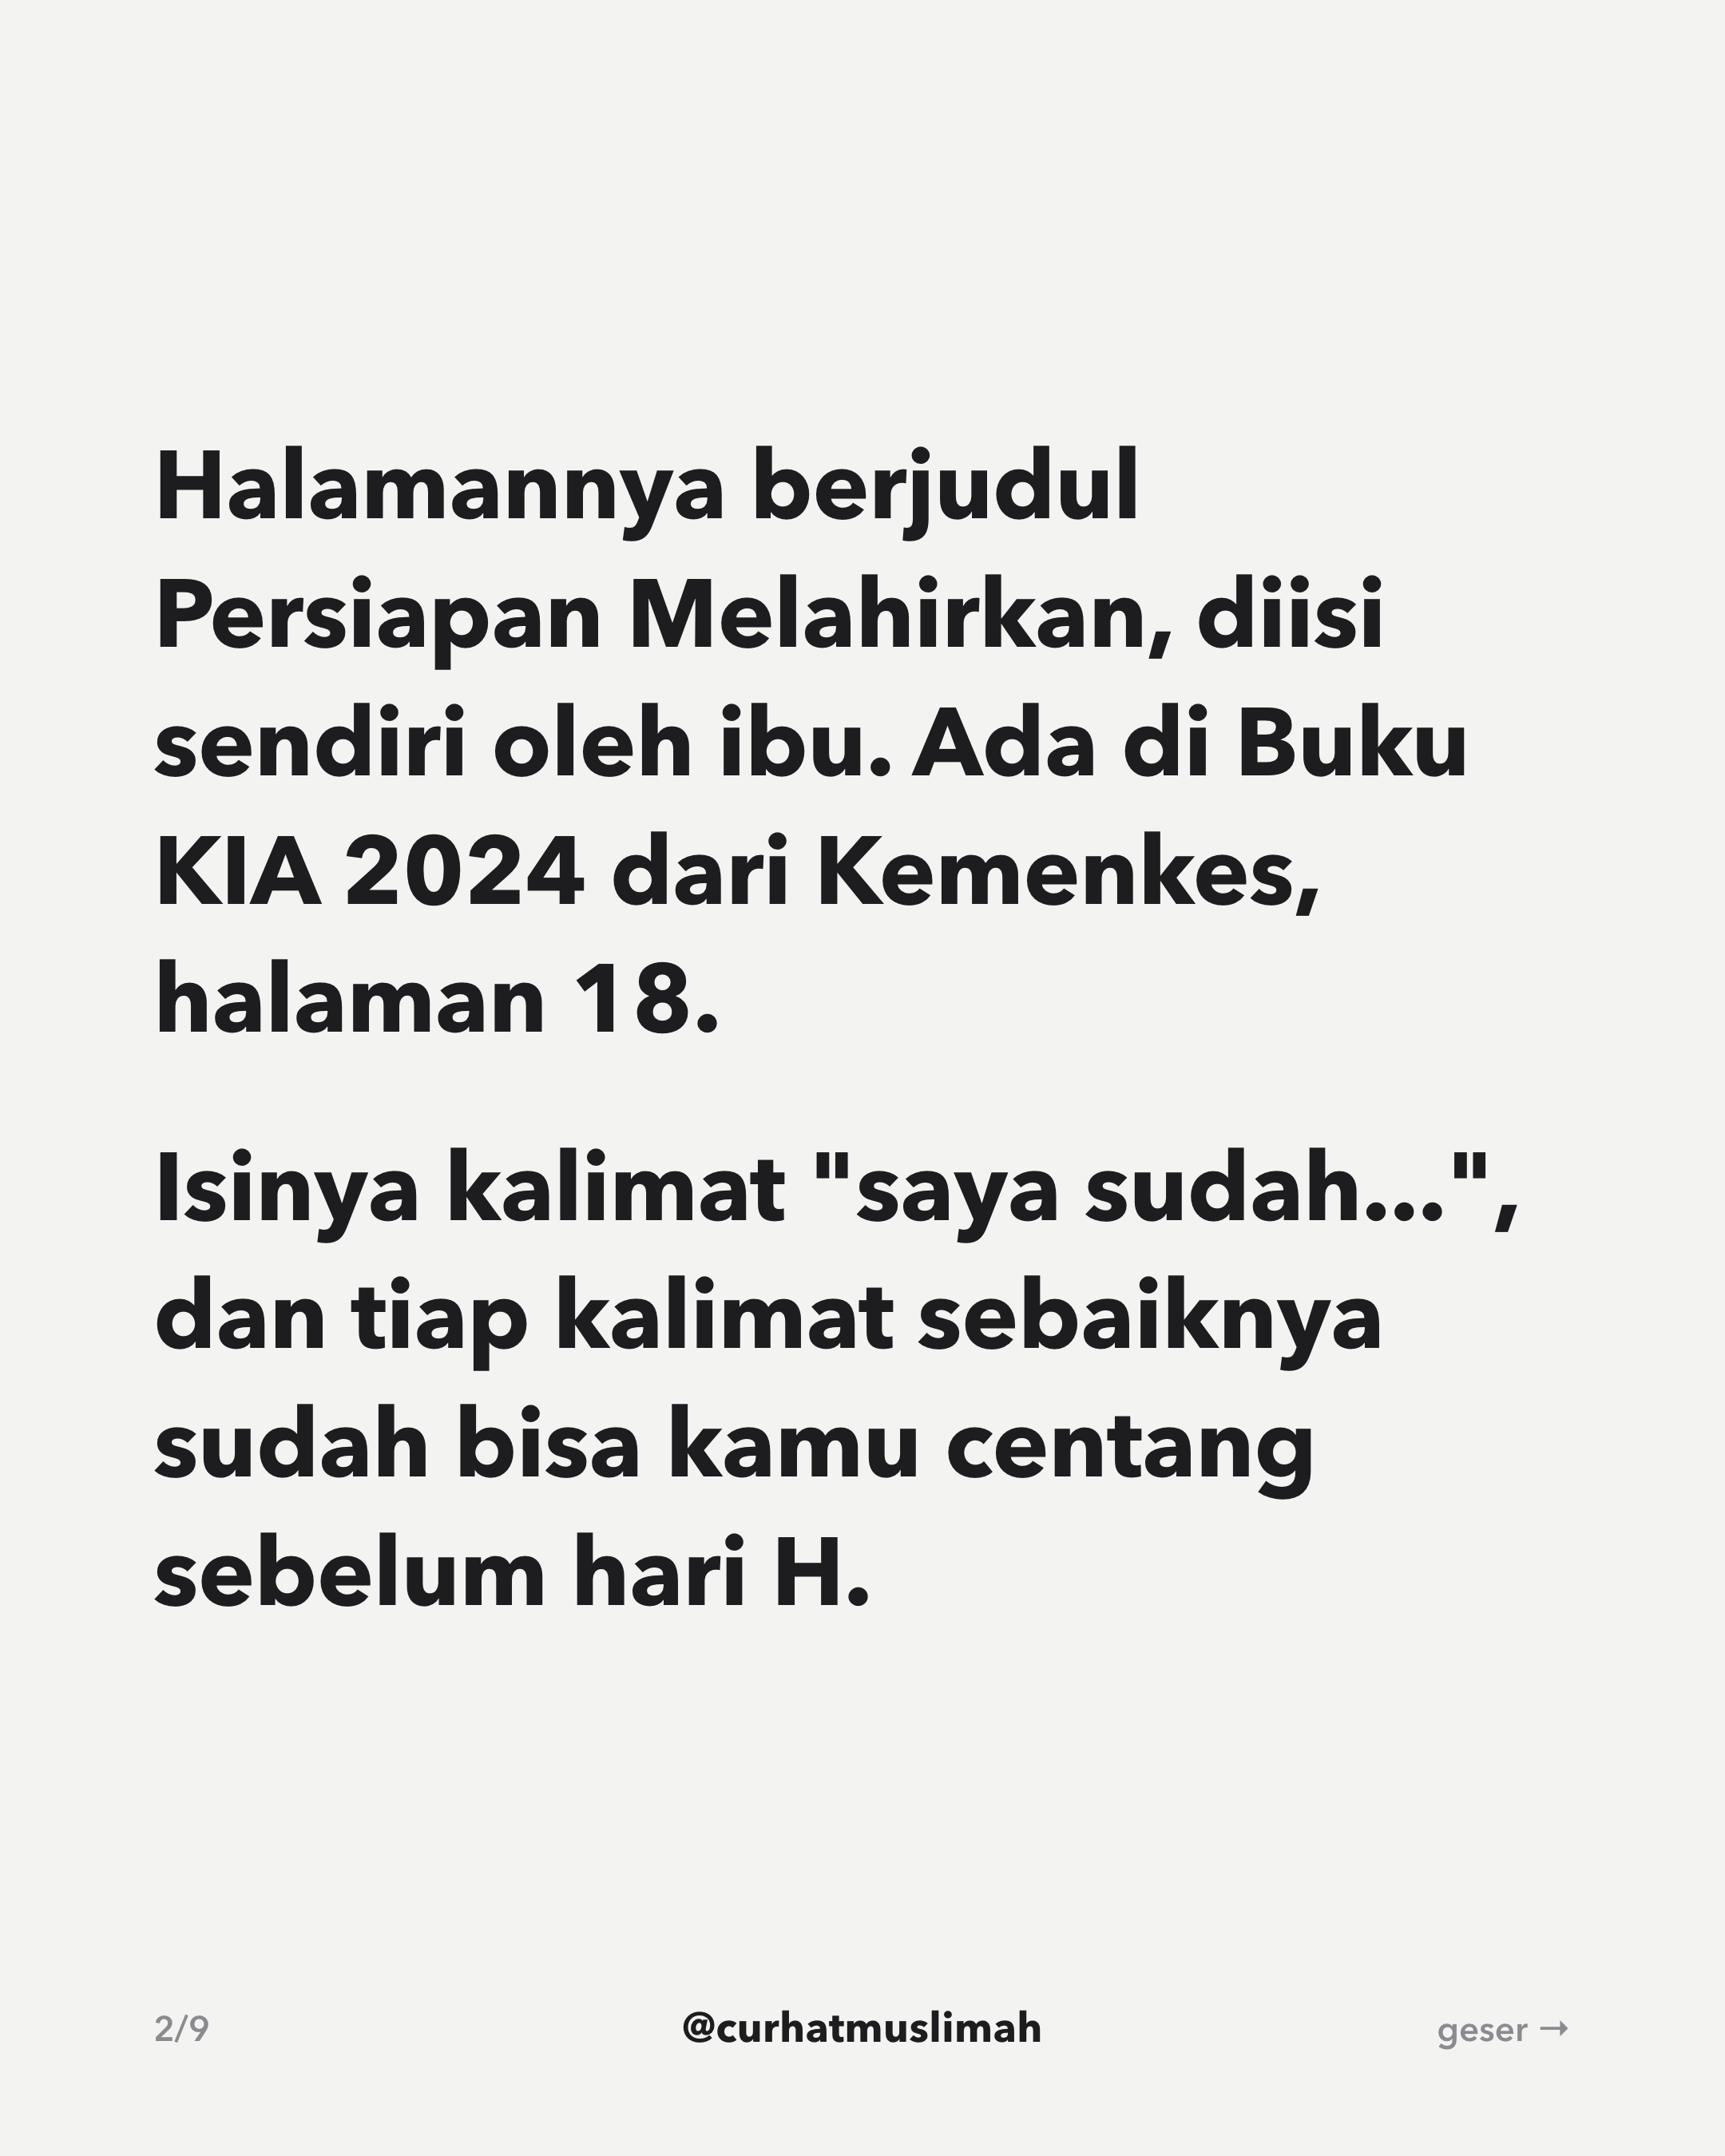 Halamannya berjudul
Persiapan Melahirkan, diisi
sendiri oleh ibu. Ada di Buku
KIA 2024 dari Kemenkes,
halaman 18.
Isinya kalimat "saya sudah...",
dan tiap kalimat sebaiknya
sudah bisa kamu centang
sebelum hari H.
2/9
@curhatmuslimah
geser →